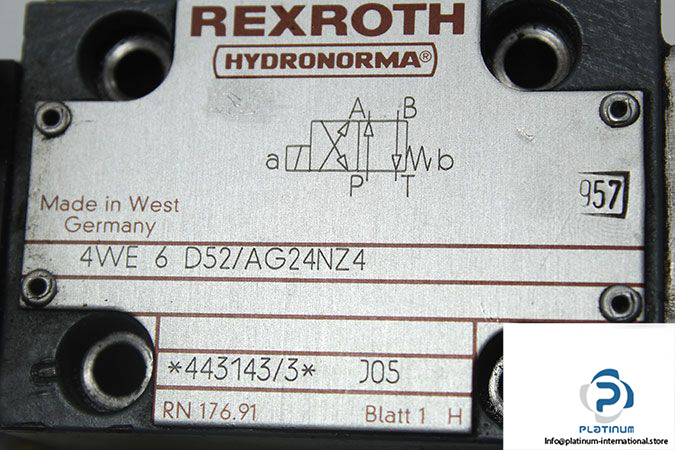 REXROTH
HYDRONORMA®
A B
a b
P T
957
Made in West
Germany
4WE 6 D52/AG24NZ4
*443143/3* J05
RN 176.91 Blatt 1 H
PLATINUM
Info@platinum-international.store